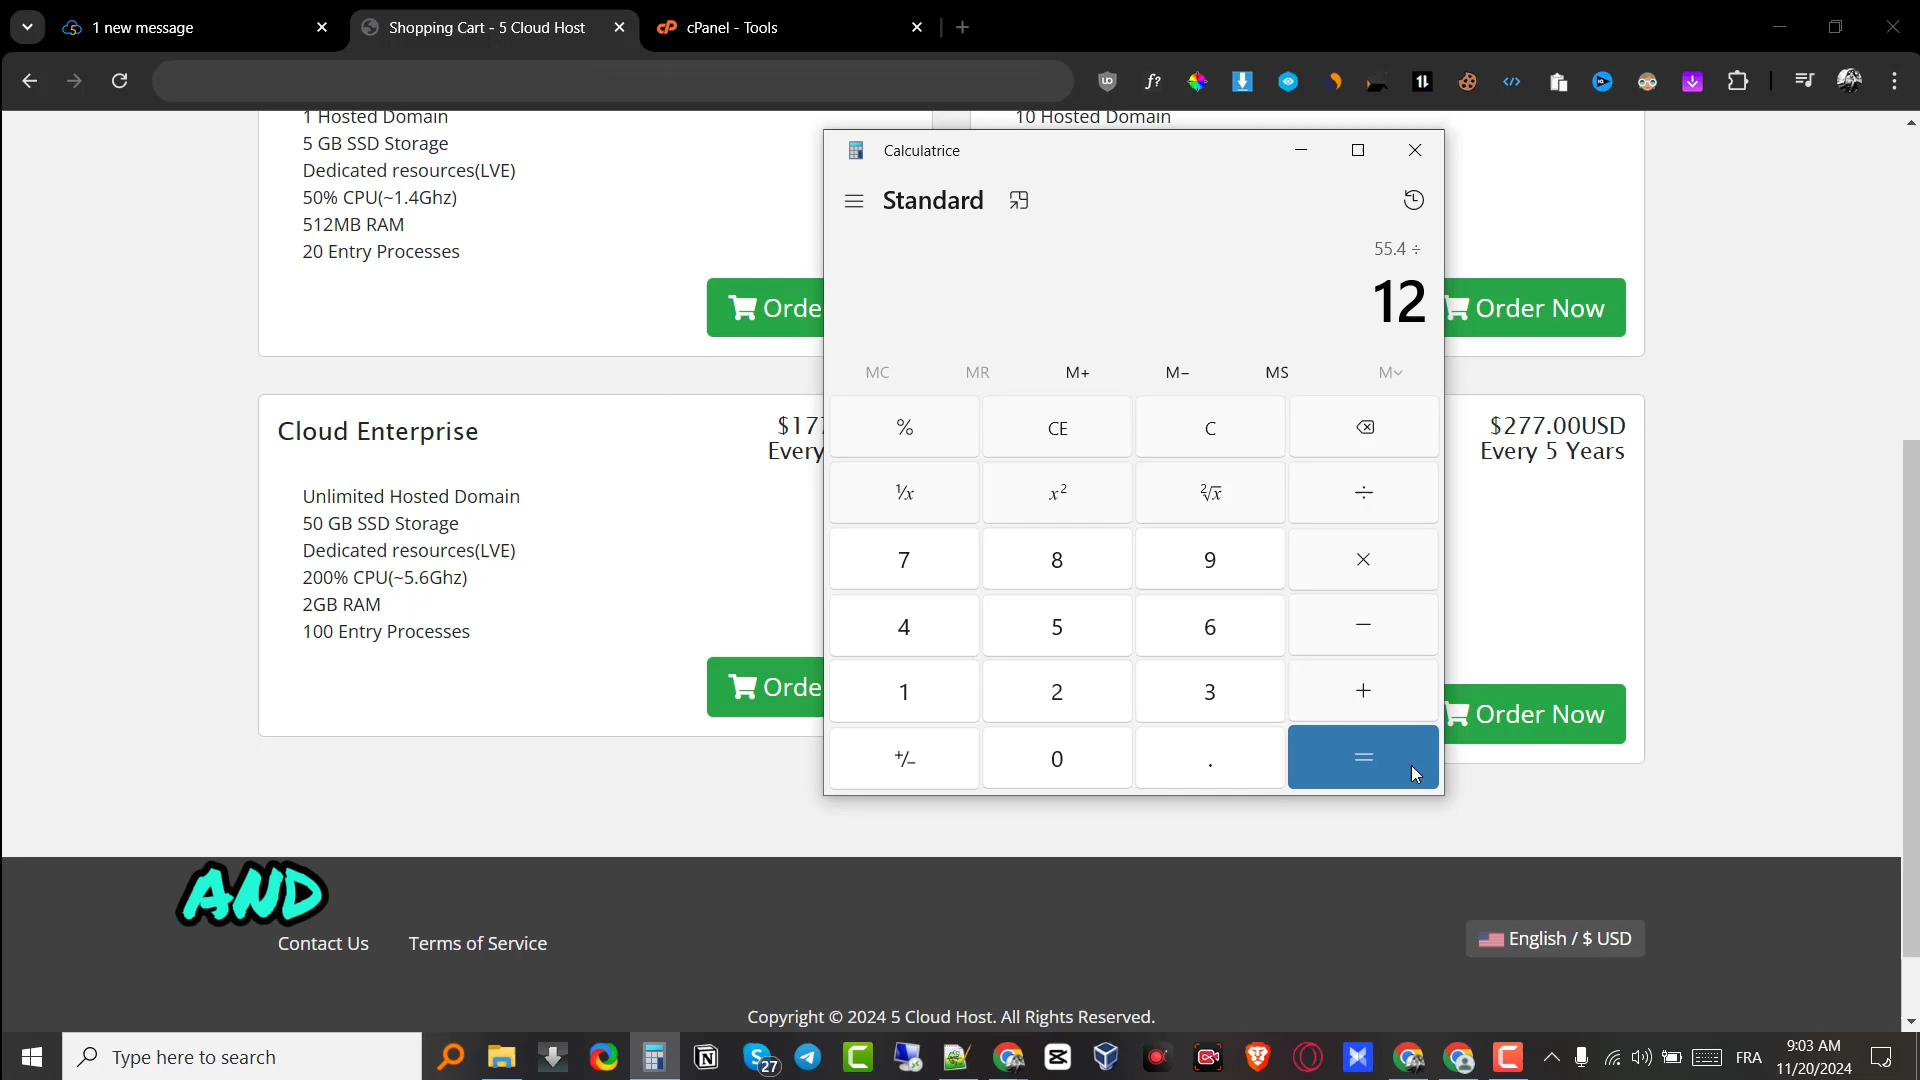 1 new message
Shopping Cart - 5 Cloud Host
cPanel - Tools
1 Hosted Domain
5 GB SSD Storage
Dedicated resources(LVE)
50% CPU(~1.4Ghz)
512MB RAM
20 Entry Processes
Orde
10 Hosted Domain
Order Now
Calculatrice
Standard
55.4 ÷
12
MC MR M+ M− MS M
% CE C
⅟x x² ²√x ÷
7 8 9 ×
4 5 6 −
1 2 3 +
+/− 0 . =
Cloud Enterprise
$177
Every
Unlimited Hosted Domain
50 GB SSD Storage
Dedicated resources(LVE)
200% CPU(~5.6Ghz)
2GB RAM
100 Entry Processes
Orde
$277.00USD
Every 5 Years
Order Now
AND
Contact Us
Terms of Service
English / $ USD
Copyright © 2024 5 Cloud Host. All Rights Reserved.
Type here to search
27
FRA
9:03 AM
11/20/2024